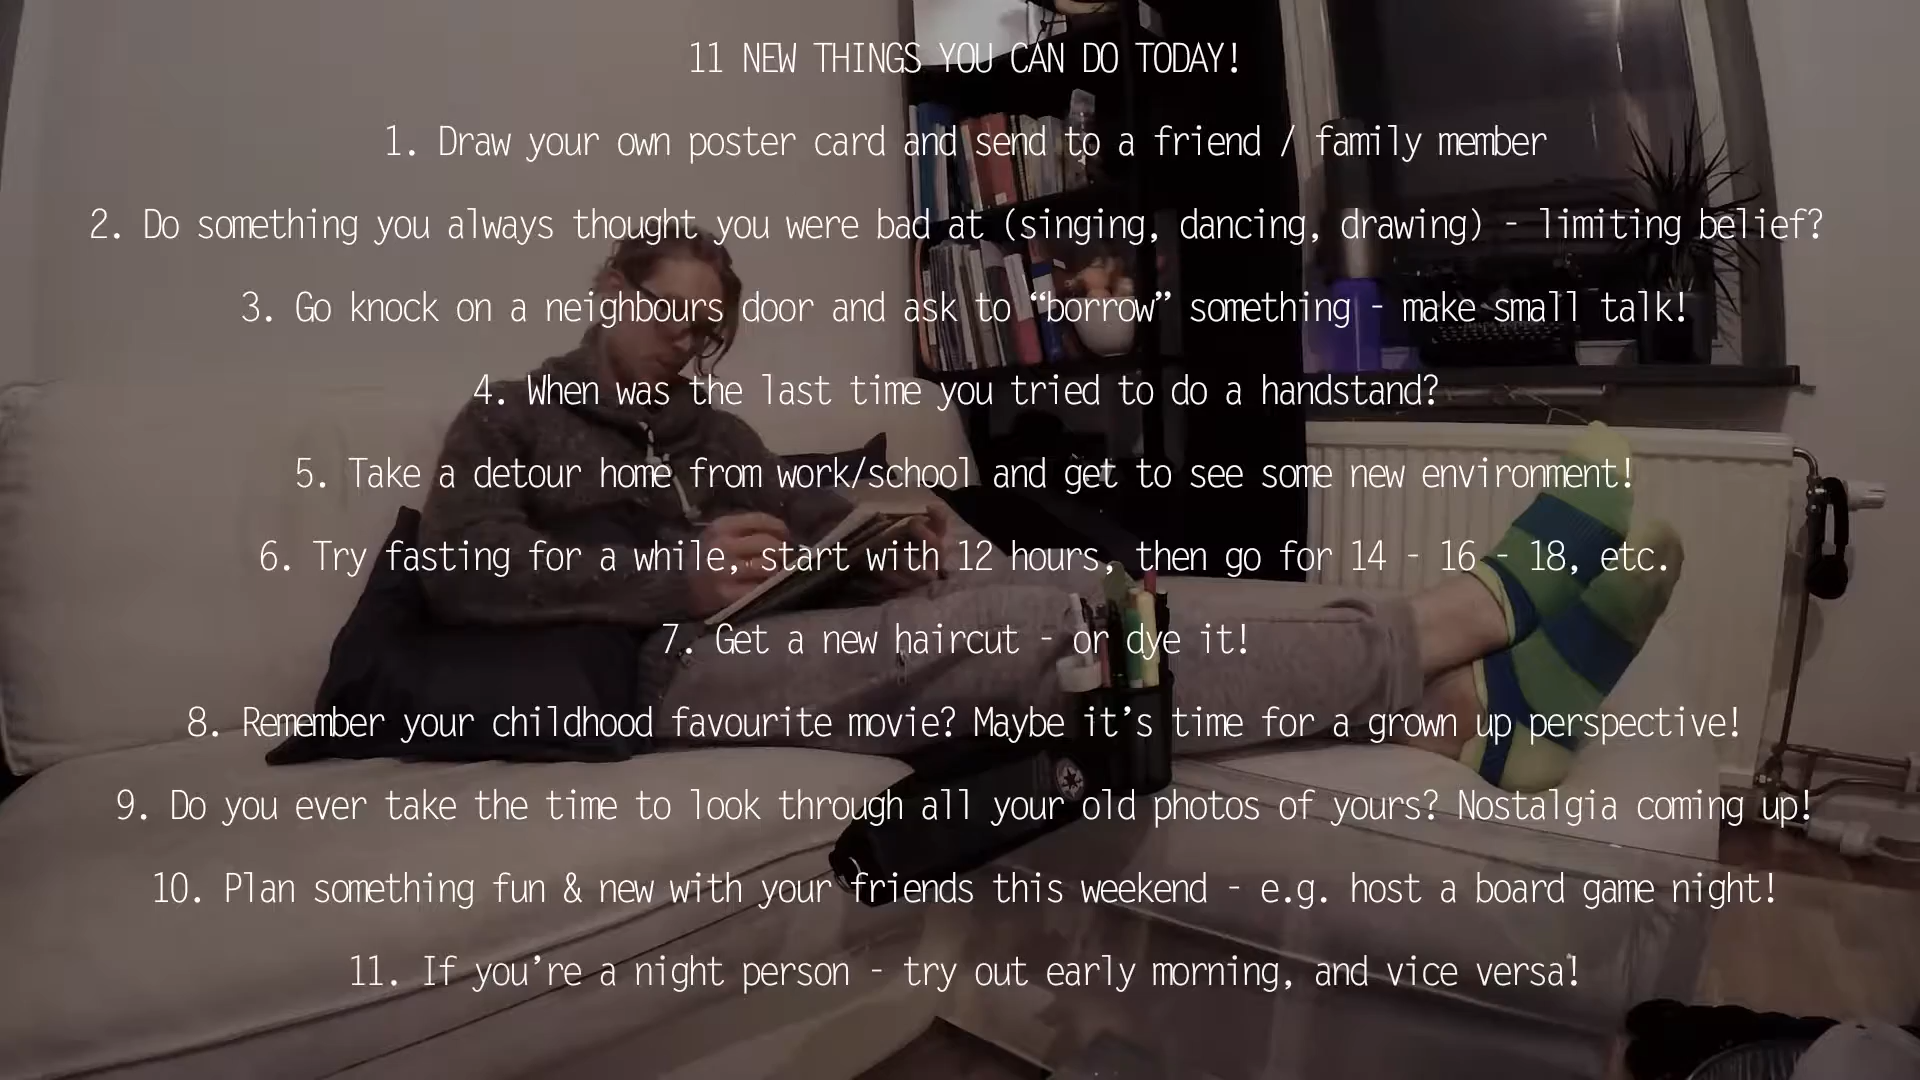 11 NEW THINGS YOU CAN DO TODAY!
1. Draw your own poster card and send to a friend / family member
2. Do something you always thought you were bad at (singing, dancing, drawing) - limiting belief?
3. Go knock on a neighbours door and ask to “borrow” something - make small talk!
4. When was the last time you tried to do a handstand?
5. Take a detour home from work/school and get to see some new environment!
6. Try fasting for a while, start with 12 hours, then go for 14 - 16 - 18, etc.
7. Get a new haircut - or dye it!
8. Remember your childhood favourite movie? Maybe it’s time for a grown up perspective!
9. Do you ever take the time to look through all your old photos of yours? Nostalgia coming up!
10. Plan something fun & new with your friends this weekend - e.g. host a board game night!
11. If you’re a night person - try out early morning, and vice versa!